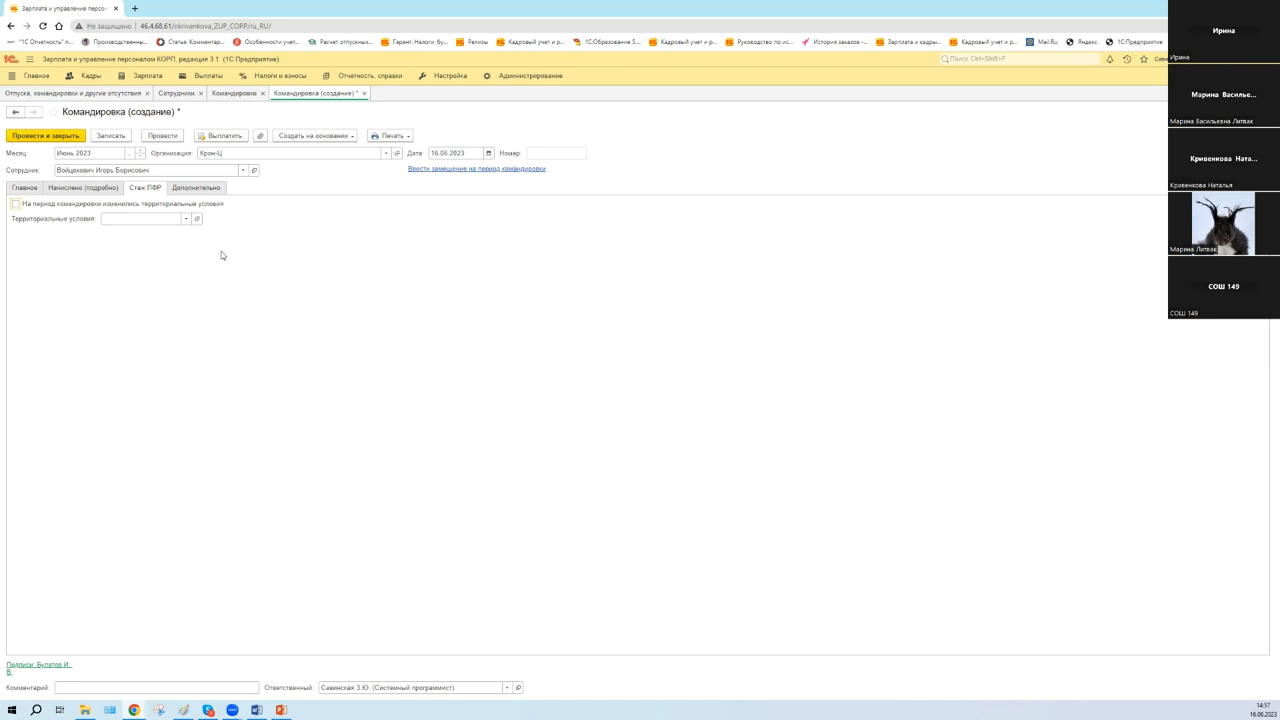 Зарплата и управление персон
Не защищено
46.4.68.61/nkrivenkova_ZUP_CORP/ru_RU/
"1С Отчетность" п...
Производственны...
Статьи: Комментар...
Особенности учет...
Расчет отпускных...
Гарант. Налоги, бу...
Релизы
Кадровый учет и р...
1С:Образование 5...
Кадровый учет и р...
Руководство по ис...
История заказов –...
Зарплата и кадры...
Кадровый учет и р...
Mail.Ru
Яндекс
1С:Предприятие
Зарплата и управление персоналом КОРП, редакция 3.1 (1С:Предприятие)
Поиск Ctrl+Shift+F
Главное
Кадры
Зарплата
Выплаты
Налоги и взносы
Отчетность, справки
Настройка
Администрирование
Отпуска, командировки и другие отсутствия ×
Сотрудники ×
Командировки ×
Командировка (создание) * ×
Командировка (создание) *
Провести и закрыть
Записать
Провести
Выплатить
Создать на основании
Печать
Месяц: Июнь 2023
Организация: Крон-Ц
Дата: 16.06.2023
Номер:
Сотрудник: Войцехович Игорь Борисович
Ввести замещение на период командировки
Главное
Начислено (подробно)
Стаж ПФР
Дополнительно
На период командировки изменились территориальные условия
Территориальные условия:
Подписи: Булатов И.
В.
Комментарий:
Ответственный: Савинская З.Ю. (Системный программист)
Ирина
Ирина
Марина Василье...
Марина Васильевна Литвак
Кривенкова Ната...
Кривенкова Наталья
Марина Литвак
СОШ 149
СОШ 149
14:57
16.06.2023